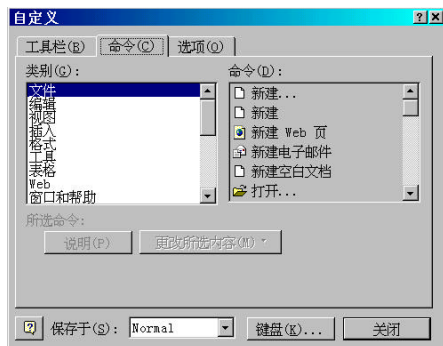 自定义
工具栏(B) 命令(C) 选项(O)
类别(G): 命令(D):
文件
编辑
视图
插入
格式
工具
表格
Web
窗口和帮助
新建...
新建
新建 Web 页
新建电子邮件
新建空白文档
打开...
所选命令:
说明(P) 更改所选内容(M)
保存于(S): Normal 键盘(K)... 关闭